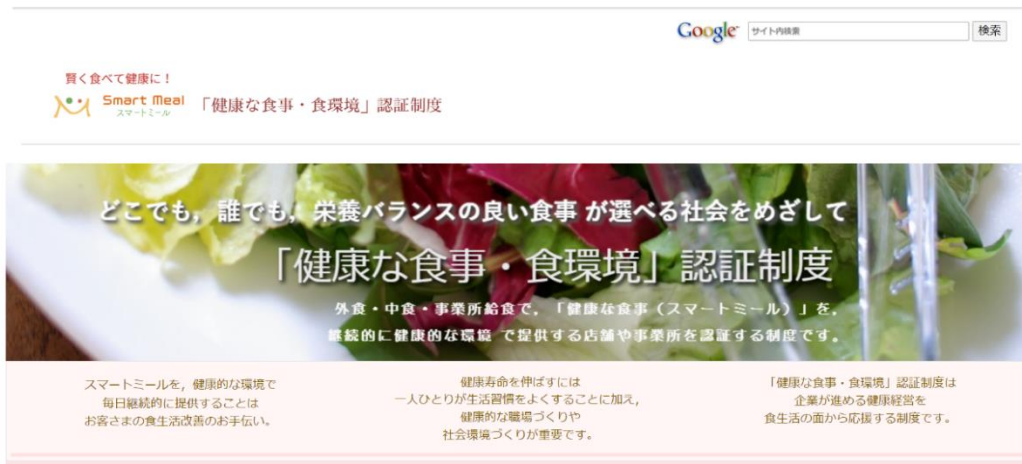 Google
サイト内検索
検索
賢く食べて健康に！
Smart Meal
スマートミール
「健康な食事・食環境」認証制度
どこでも，誰でも，栄養バランスの良い食事 が選べる社会をめざして
「健康な食事・食環境」認証制度
外食・中食・事業所給食で，「健康な食事（スマートミール）」を，
継続的に健康的な環境 で提供する店舗や事業所を認証する制度です。
スマートミールを，健康的な環境で
毎日継続的に提供することは
お客さまの食生活改善のお手伝い。
健康寿命を伸ばすには
一人ひとりが生活習慣をよくすることに加え，
健康的な職場づくりや
社会環境づくりが重要です。
「健康な食事・食環境」認証制度は
企業が進める健康経営を
食生活の面から応援する制度です。